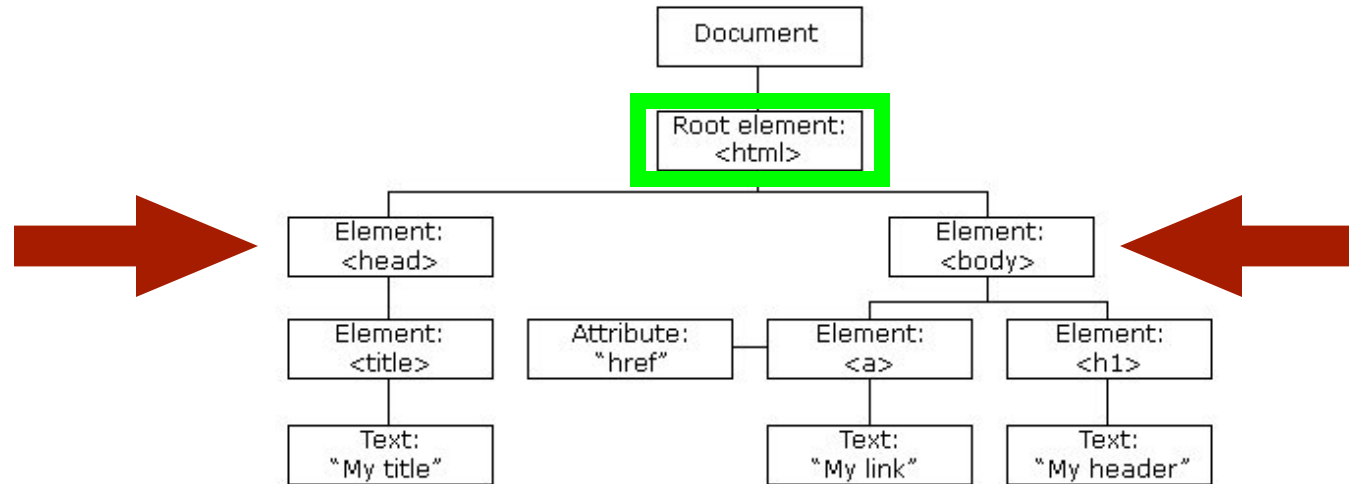 Document
Root element:
<html>
Element:
<head>
Element:
<body>
Element:
<title>
Attribute:
“href”
Element:
<a>
Element:
<h1>
Text:
“My title”
Text:
“My link”
Text:
“My header”